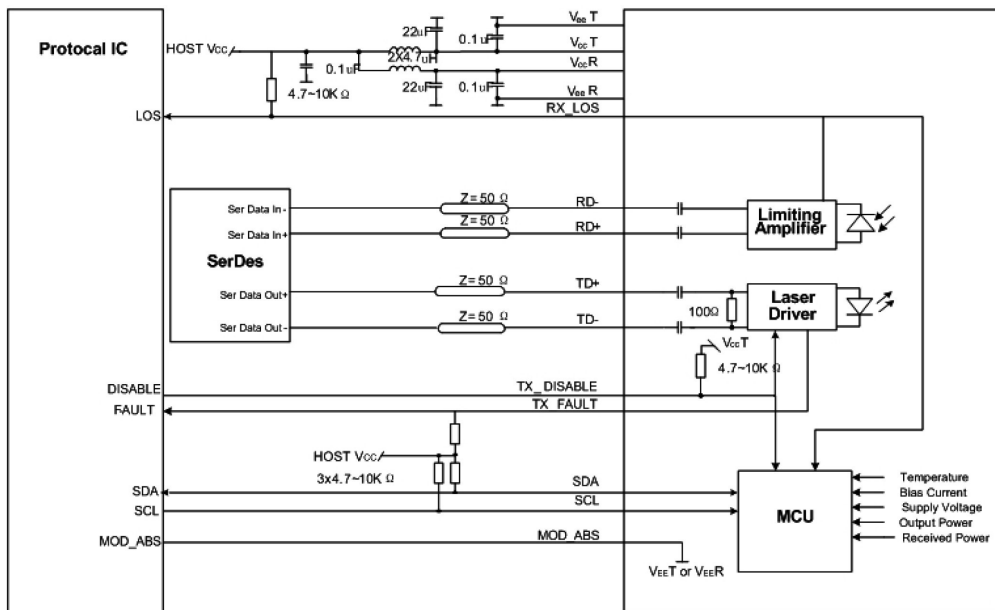 Protocal IC
HOST Vcc
22uF
0.1uF
VeeT
VccT
0.1uF
2X4.7uH
VccR
4.7~10K Ω
22uF
0.1uF
VeeR
LOS
RX_LOS
Ser Data In-
Z= 50 Ω
RD-
Ser Data In+
Z= 50 Ω
RD+
Limiting
Amplifier
SerDes
Ser Data Out+
Z= 50 Ω
TD+
100Ω
Laser
Driver
Ser Data Out-
Z= 50 Ω
TD-
VccT
4.7~10K Ω
DISABLE
TX_DISABLE
FAULT
TX_FAULT
HOST Vcc
3x4.7~10K Ω
SDA
SDA
SCL
SCL
MCU
Temperature
Bias Current
Supply Voltage
Output Power
Received Power
MOD_ABS
MOD_ABS
VEET or VEER